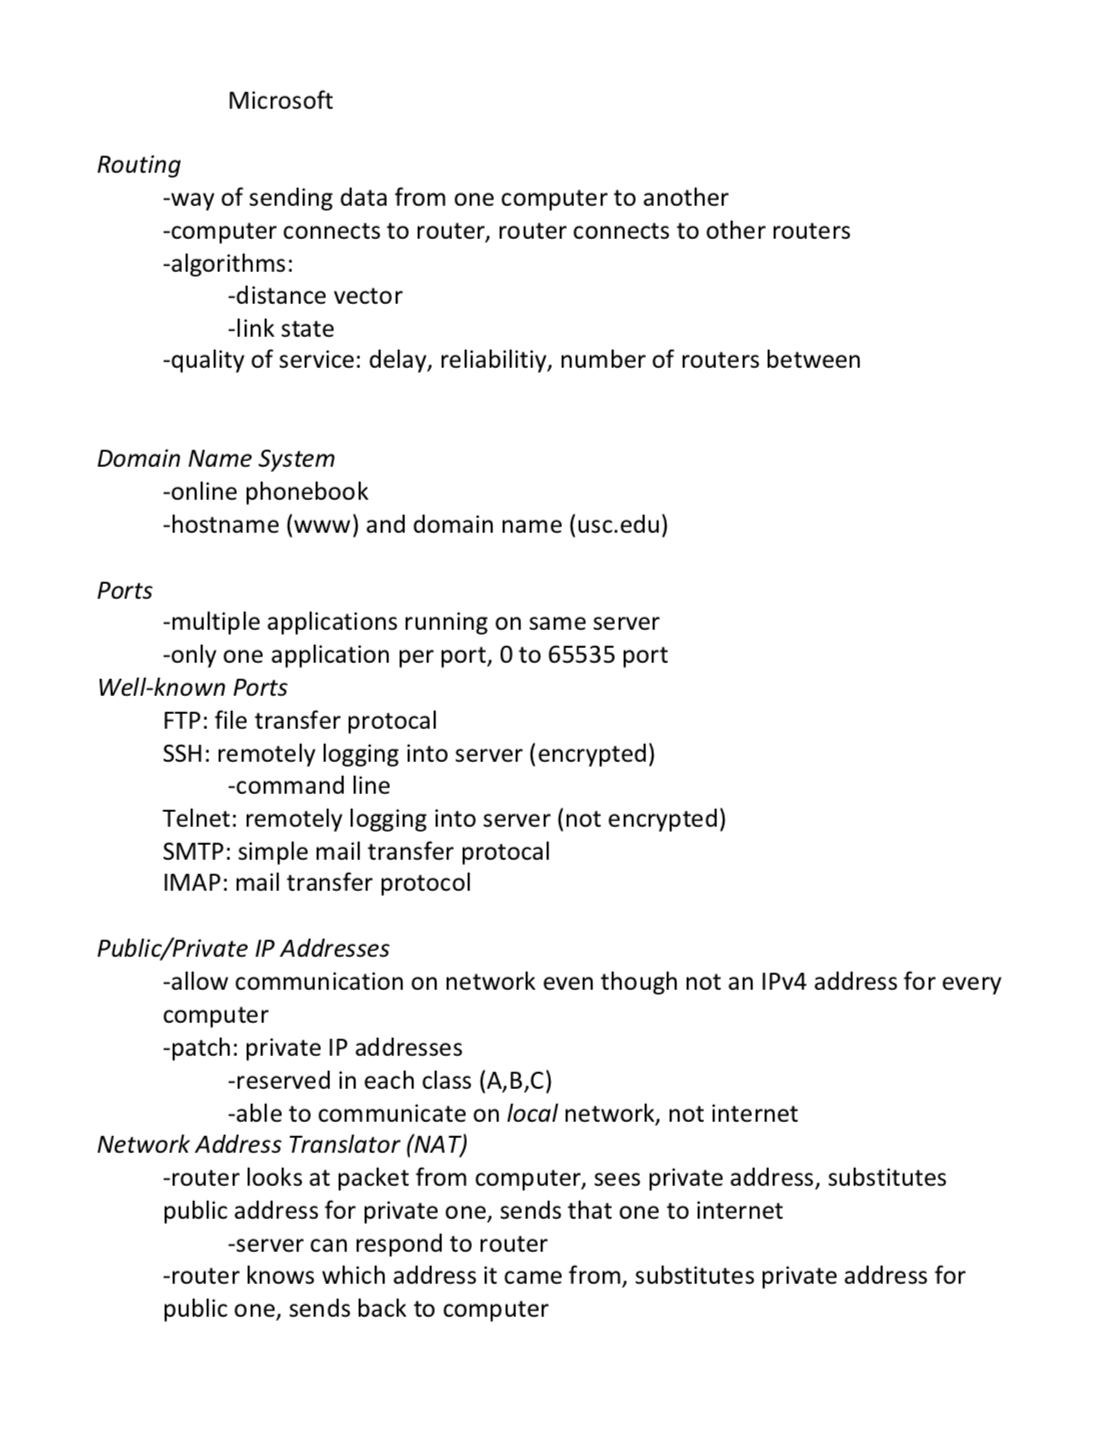 Microsoft
Routing
-way of sending data from one computer to another
-computer connects to router, router connects to other routers
-algorithms:
-distance vector
-link state
-quality of service: delay, reliabilitiy, number of routers between
Domain Name System
-online phonebook
-hostname (www) and domain name (usc.edu)
Ports
-multiple applications running on same server
-only one application per port, 0 to 65535 port
Well-known Ports
FTP: file transfer protocal
SSH: remotely logging into server (encrypted)
-command line
Telnet: remotely logging into server (not encrypted)
SMTP: simple mail transfer protocal
IMAP: mail transfer protocol
Public/Private IP Addresses
-allow communication on network even though not an IPv4 address for every
computer
-patch: private IP addresses
-reserved in each class (A,B,C)
-able to communicate on local network, not internet
Network Address Translator (NAT)
-router looks at packet from computer, sees private address, substitutes
public address for private one, sends that one to internet
-server can respond to router
-router knows which address it came from, substitutes private address for
public one, sends back to computer